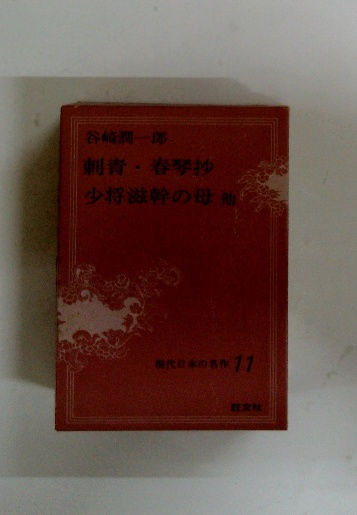 谷崎潤一郎
刺青・春琴抄
少将滋幹の母 他
現代日本の名作 11
旺文社